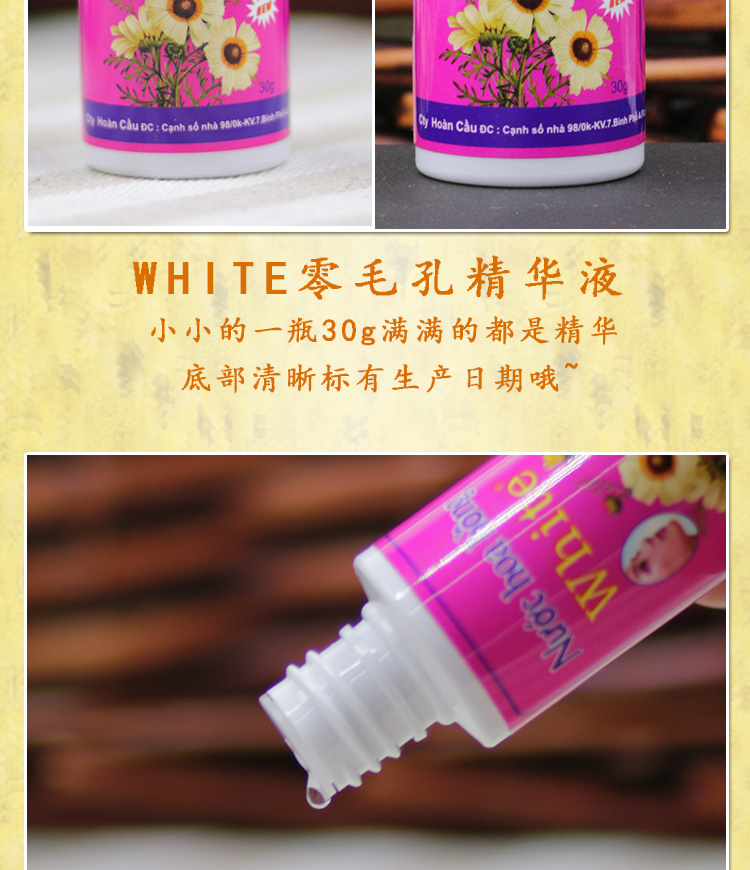 30g
Cty Hoàn Cầu ĐC : Cạnh số nhà 98/0k-KV.7.Bình
30g
Cty Hoàn Cầu ĐC : Cạnh số nhà 98/0k-KV.7.Bình Phú
WHITE零毛孔精华液
小小的一瓶30g满满的都是精华
底部清晰标有生产日期哦~
Nước hoa hồng
White